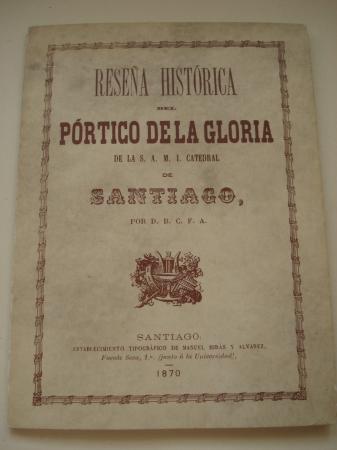 RESEÑA HISTÓRICA
DEL
PÓRTICO DE LA GLORIA
DE LA S. A. M. I. CATEDRAL
DE
SANTIAGO,
POR D. B. C. F. A.
SANTIAGO:
ESTABLECIMIENTO TIPOGRÁFICO DE MANUEL MIRÁS Y ALVAREZ,
Fuente Seca, 1.º (junto á la Universidad),
1870